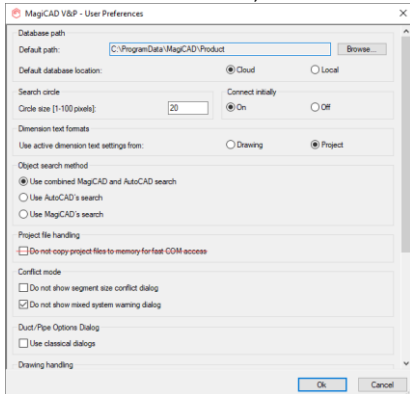 MagiCAD V&P - User Preferences
Database path
Default path: C:\ProgramData\MagiCAD\Product Browse...
Default database location: Cloud Local
Search circle Connect initially
Circle size [1-100 pixels]: 20 On Off
Dimension text formats
Use active dimension text settings from: Drawing Project
Object search method
Use combined MagiCAD and AutoCAD search
Use AutoCAD's search
Use MagiCAD's search
Project file handling
Do not copy project files to memory for fast COM access
Conflict mode
Do not show segment size conflict dialog
Do not show mixed system warning dialog
Duct/Pipe Options Dialog
Use classical dialogs
Drawing handling
Ok Cancel